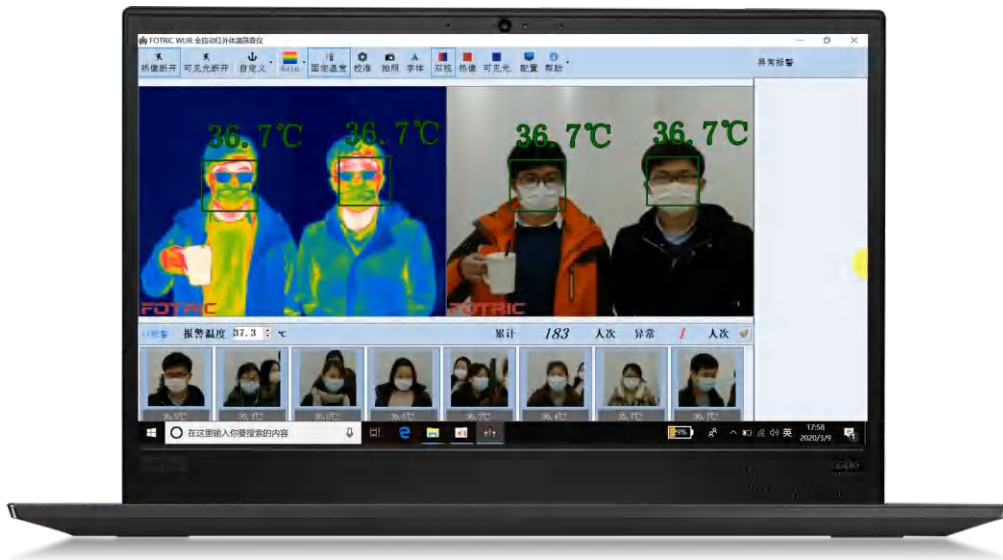 FOTRIC WUR 全自动红外体温筛查仪
热像断开 可见光断开 自定义 Rain 固定温宽 校准 拍照 字体 双视 热像 可见光 配置 帮助
异常报警
36.7℃ 36.7℃ 36.7℃ 36.7℃
FOTRIC FOTRIC
报警温度 37.3 ℃ 累计 183 人次 异常 1 人次
在这里输入你要搜索的内容
英
17:58
2020/3/9